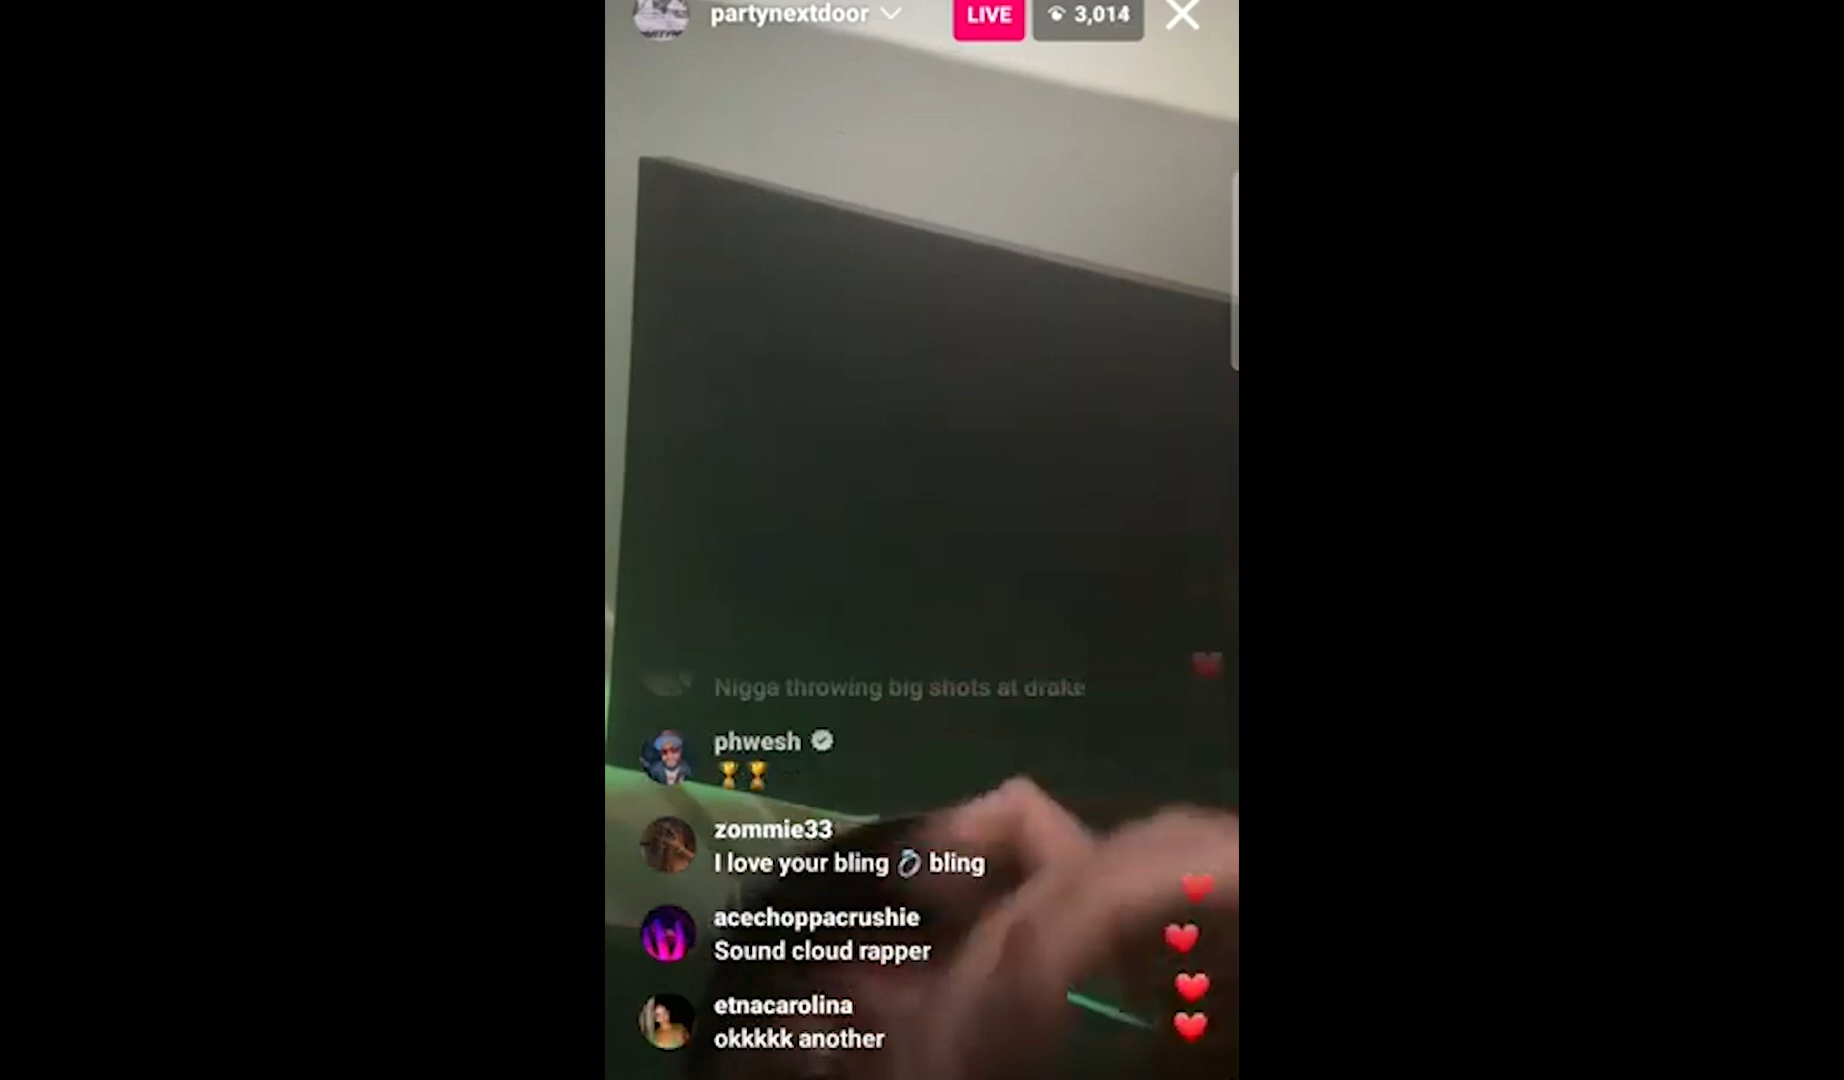 partynextdoor
LIVE
3,014
Nigga throwing big shots at drake
phwesh
zommie33
I love your bling 💍 bling
acechoppacrushie
Sound cloud rapper
etnacarolina
okkkkk another